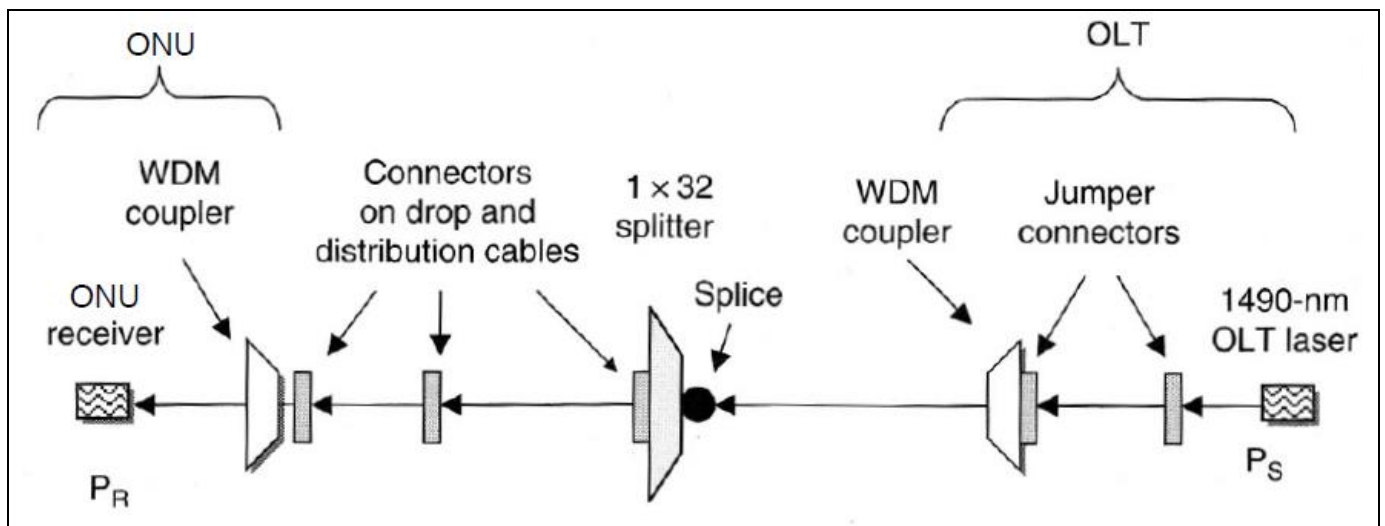 ONU
OLT
WDM
coupler
Connectors
on drop and
distribution cables
1 × 32
splitter
WDM
coupler
Jumper
connectors
ONU
receiver
Splice
1490-nm
OLT laser
P_R
P_S